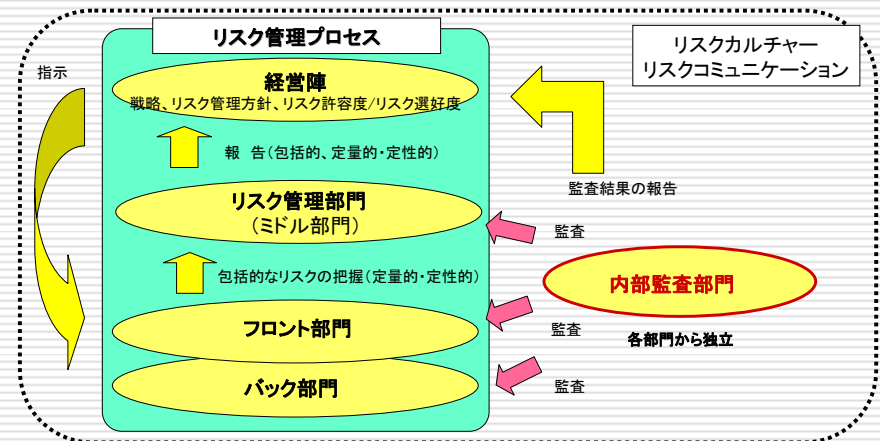 リスク管理プロセス
リスクカルチャー
リスクコミュニケーション
指示
経営陣
戦略、リスク管理方針、リスク許容度/リスク選好度
報 告(包括的、定量的・定性的)
監査結果の報告
リスク管理部門
(ミドル部門)
監査
包括的なリスクの把握(定量的・定性的)
内部監査部門
フロント部門
監査
各部門から独立
バック部門
監査